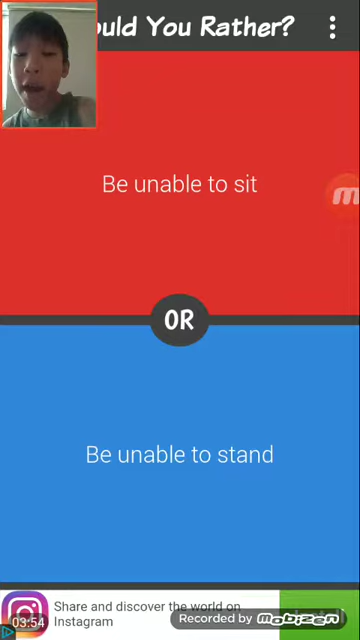 ould You Rather?
Be unable to sit
OR
Be unable to stand
Share and discover the world on
Instagram
03:54
Recorded by
mobizen